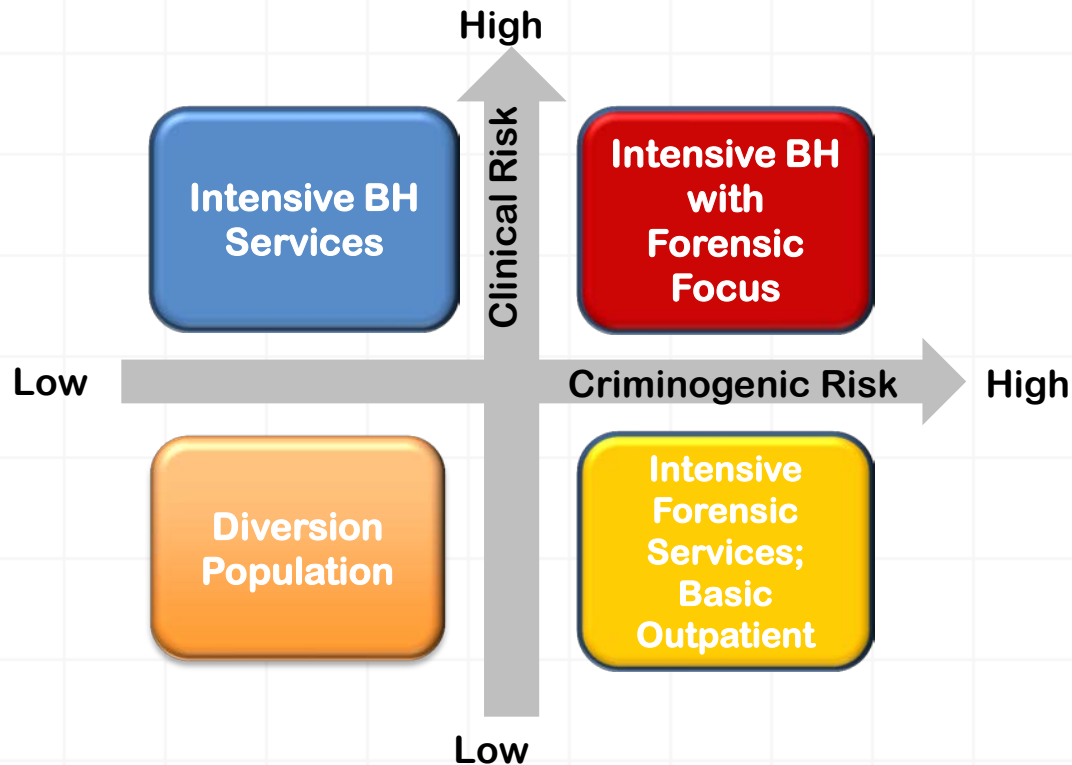 High
Clinical Risk
Intensive BH
Services
Intensive BH
with
Forensic
Focus
Low
Criminogenic Risk
High
Diversion
Population
Intensive
Forensic
Services;
Basic
Outpatient
Low